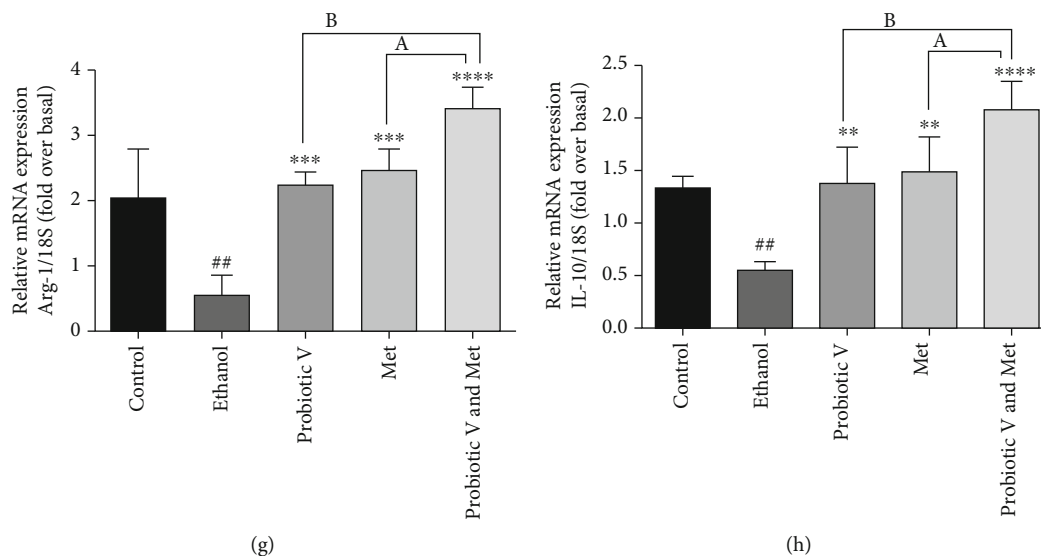 Relative mRNA expression
Arg-1/18S (fold over basal)
4
3
2
1
0
##
***
***
****
A
B
Control
Ethanol
Probiotic V
Met
Probiotic V and Met
(g)
Relative mRNA expression
IL-10/18S (fold over basal)
2.5
2.0
1.5
1.0
0.5
0.0
##
**
**
****
A
B
Control
Ethanol
Probiotic V
Met
Probiotic V and Met
(h)